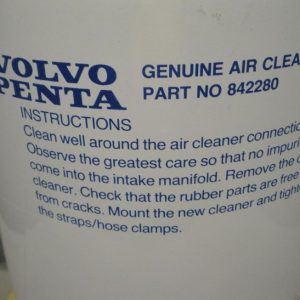 VOLVO
PENTA
GENUINE AIR CLEA
PART NO 842280
INSTRUCTIONS
Clean well around the air cleaner connectio
Observe the greatest care so that no impuri
come into the intake manifold. Remove the
cleaner. Check that the rubber parts are free
from cracks. Mount the new cleaner and tight
the straps/hose clamps.